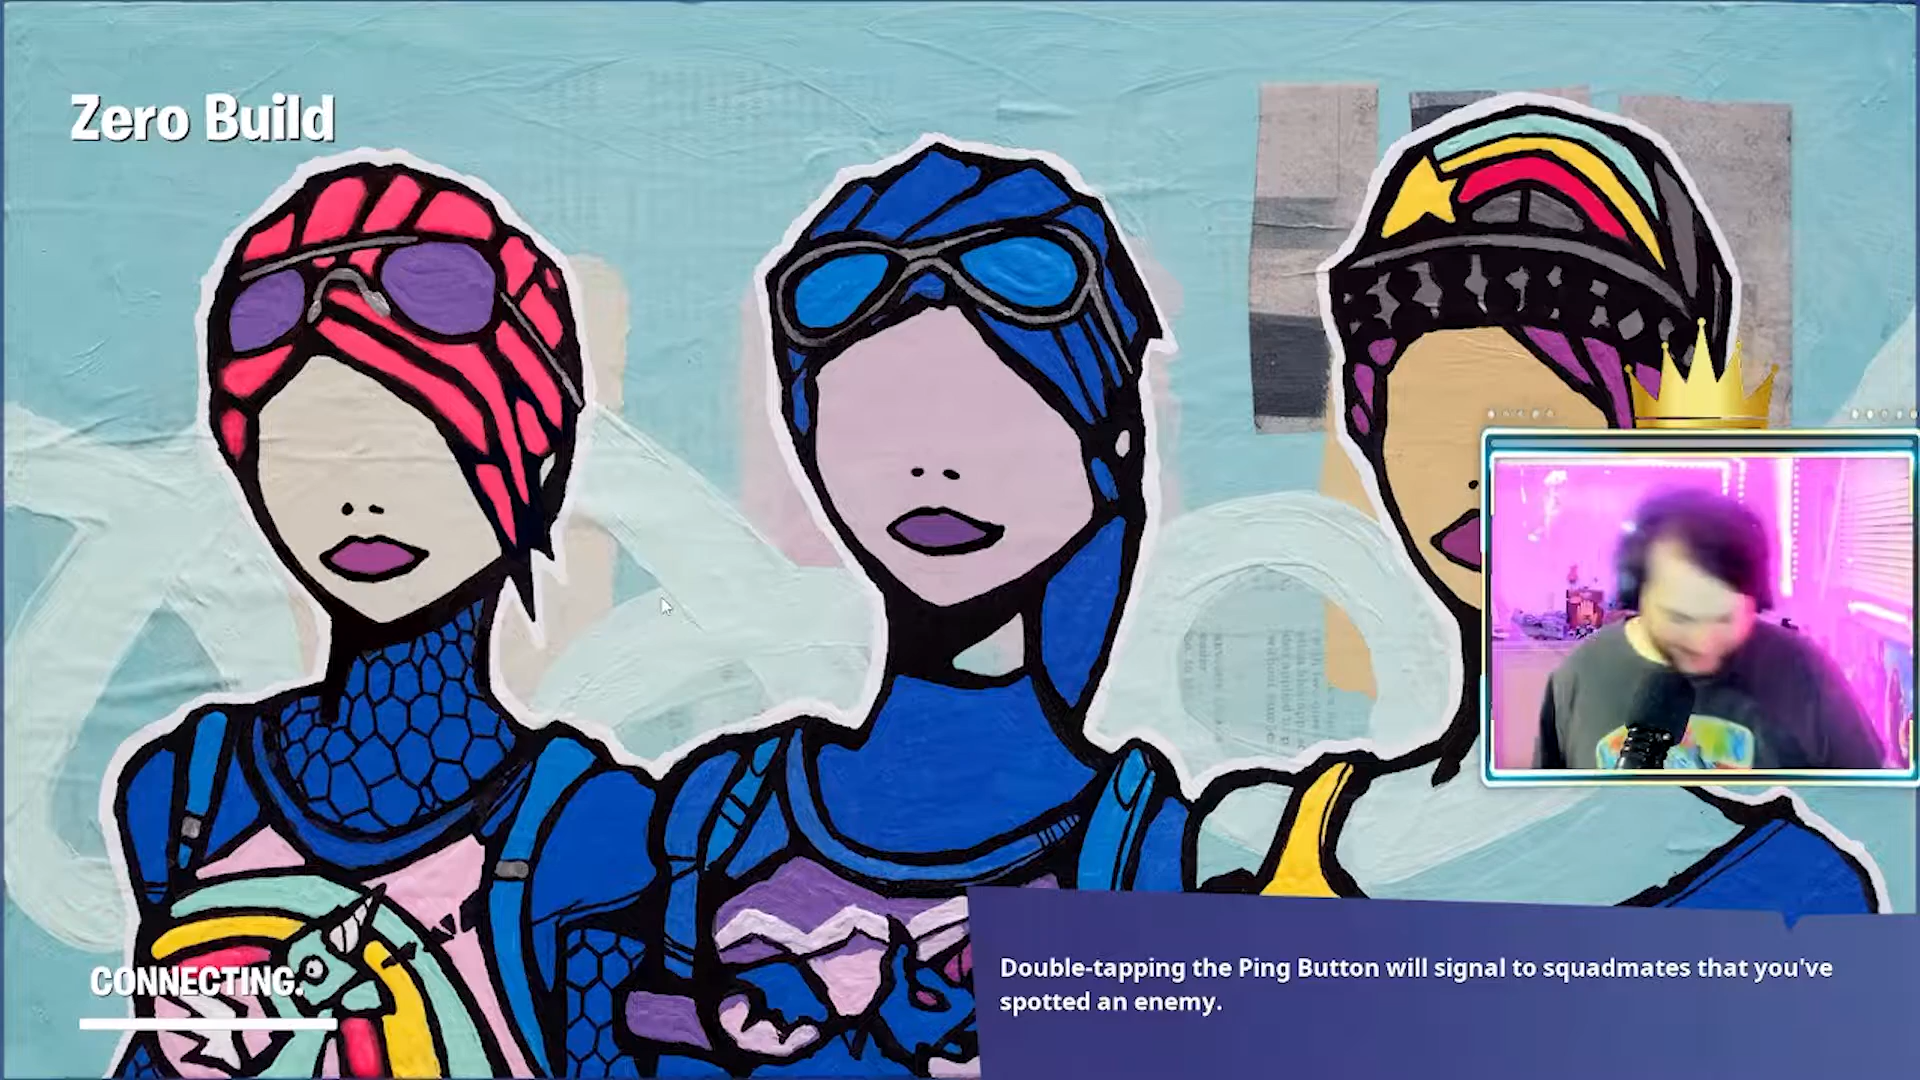 Zero Build
CONNECTING.
Double-tapping the Ping Button will signal to squadmates that you've
spotted an enemy.